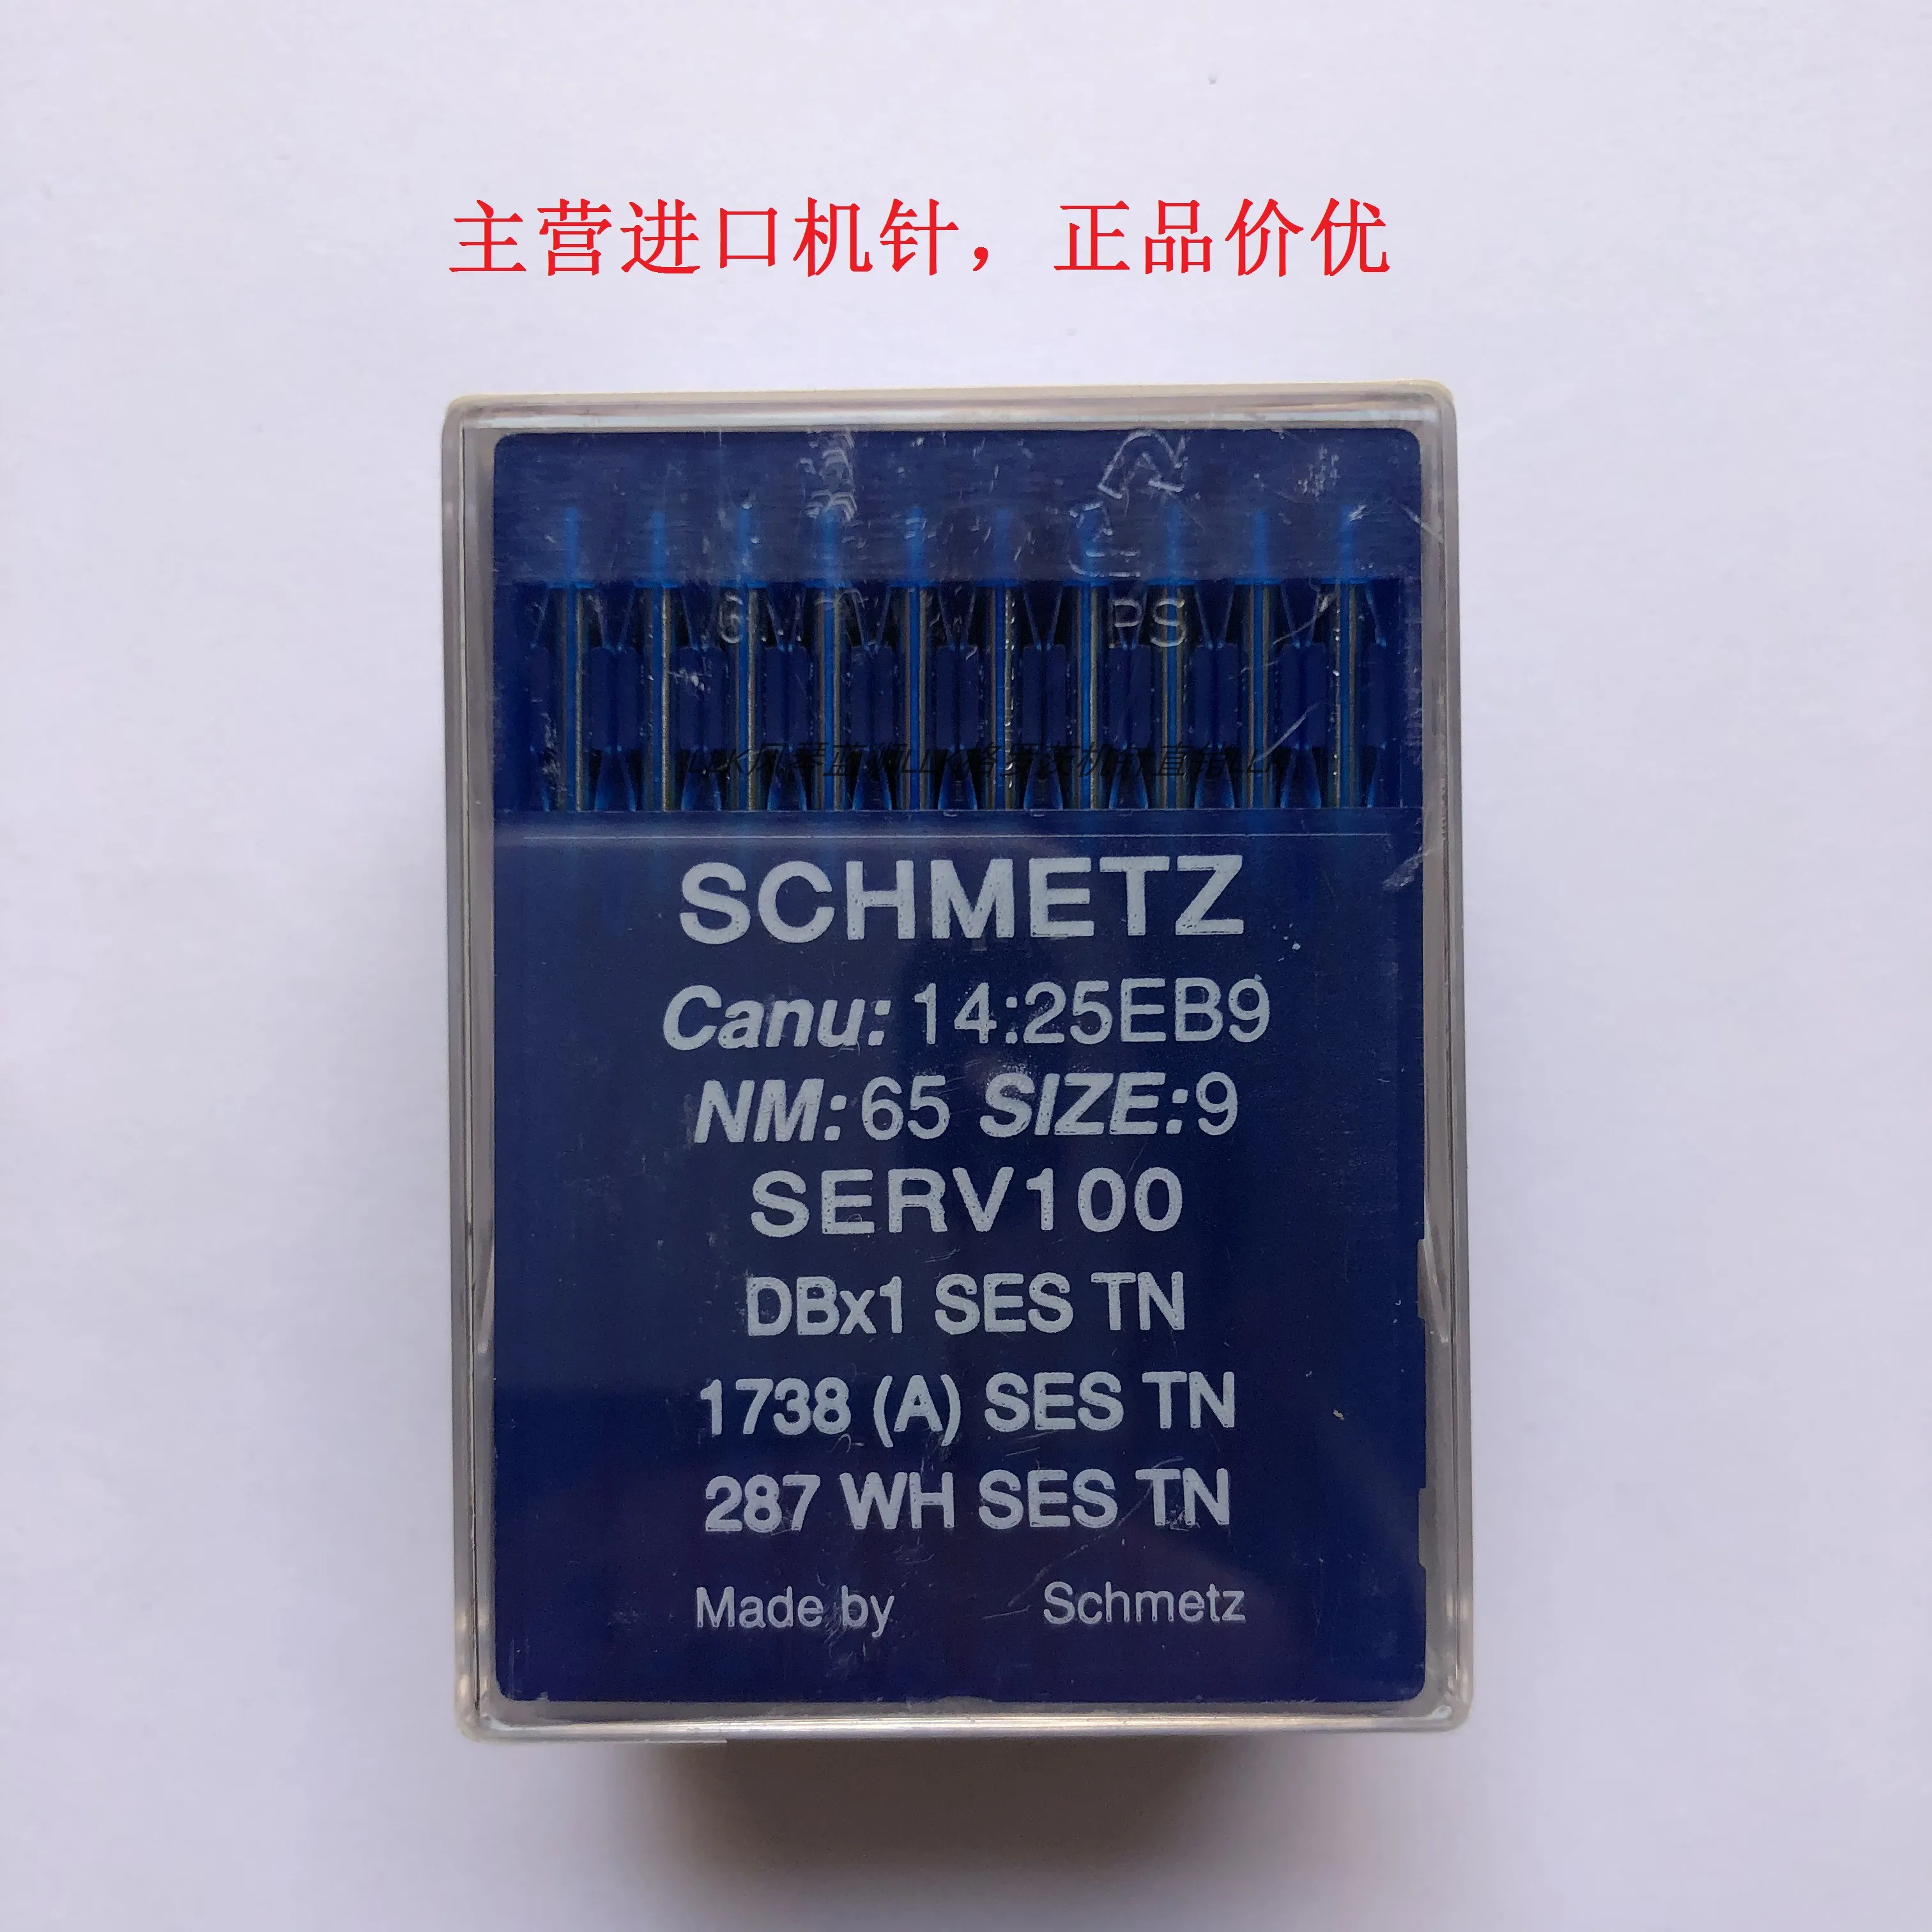 主营进口机针，正品价优
PS
SCHMETZ
Canu: 14:25EB9
NM: 65 SIZE: 9
SERV100
DBx1 SES TN
1738 (A) SES TN
287 WH SES TN
Made by Schmetz